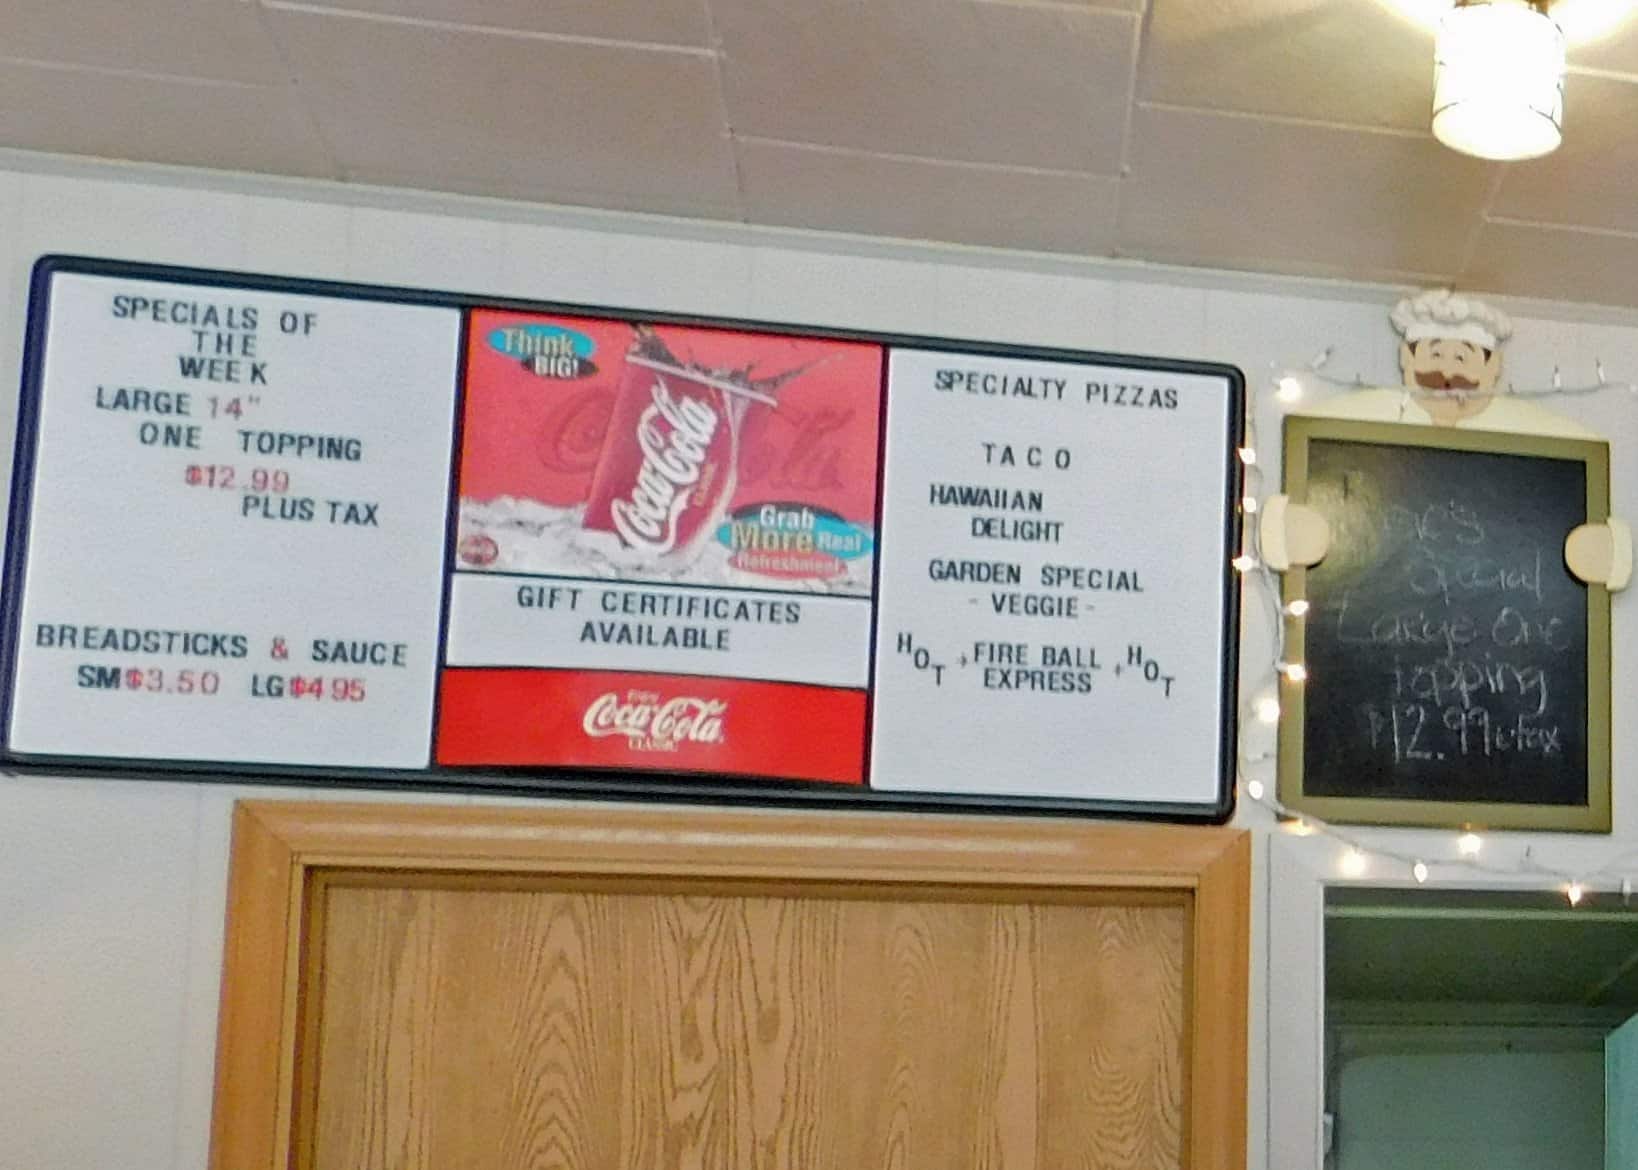 SPECIALS OF
THE
WEEK
LARGE 14"
ONE TOPPING
$12.99
PLUS TAX
BREADSTICKS & SAUCE
SM $3.50 LG $4 95
Think
BIG!
Coca-Cola
CLASSIC
Grab
More Real
Refreshment
GIFT CERTIFICATES
AVAILABLE
Enjoy
Coca-Cola
CLASSIC
SPECIALTY PIZZAS
TACO
HAWAIIAN
DELIGHT
GARDEN SPECIAL
- VEGGIE -
HOT FIRE BALL HOT
EXPRESS
Special
Large One
Topping
$12.99 + tax